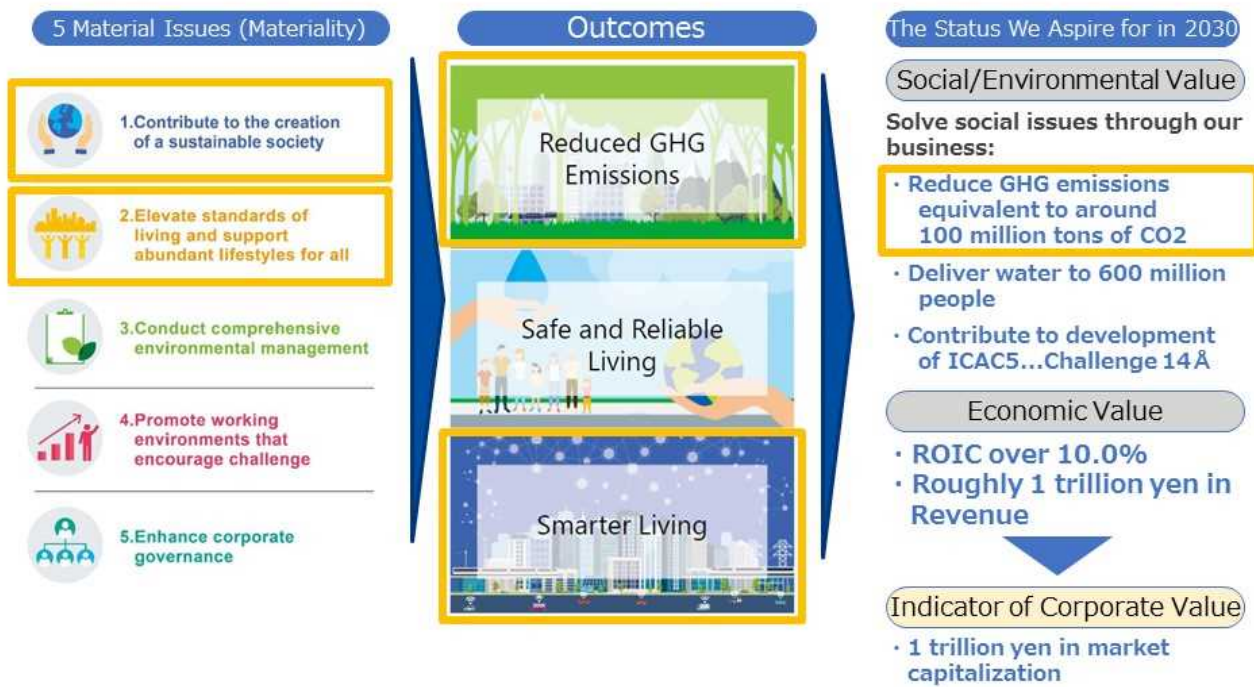 5 Material Issues (Materiality)
1.Contribute to the creation
of a sustainable society
2.Elevate standards of
living and support
abundant lifestyles for all
3.Conduct comprehensive
environmental management
4.Promote working
environments that
encourage challenge
5.Enhance corporate
governance
Outcomes
Reduced GHG
Emissions
Safe and Reliable
Living
Smarter Living
The Status We Aspire for in 2030
Social/Environmental Value
Solve social issues through our
business:
・Reduce GHG emissions
equivalent to around
100 million tons of CO2
・Deliver water to 600 million
people
・Contribute to development
of ICAC5...Challenge 14Å
Economic Value
・ROIC over 10.0%
・Roughly 1 trillion yen in
Revenue
Indicator of Corporate Value
・1 trillion yen in market
capitalization